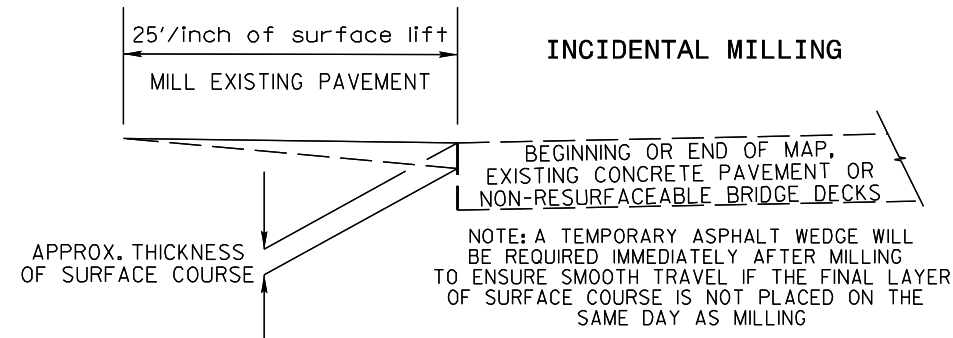 25'/inch of surface lift
MILL EXISTING PAVEMENT
INCIDENTAL MILLING
BEGINNING OR END OF MAP,
EXISTING CONCRETE PAVEMENT OR
NON-RESURFACEABLE BRIDGE DECKS
APPROX. THICKNESS
OF SURFACE COURSE
NOTE: A TEMPORARY ASPHALT WEDGE WILL
BE REQUIRED IMMEDIATELY AFTER MILLING
TO ENSURE SMOOTH TRAVEL IF THE FINAL LAYER
OF SURFACE COURSE IS NOT PLACED ON THE
SAME DAY AS MILLING